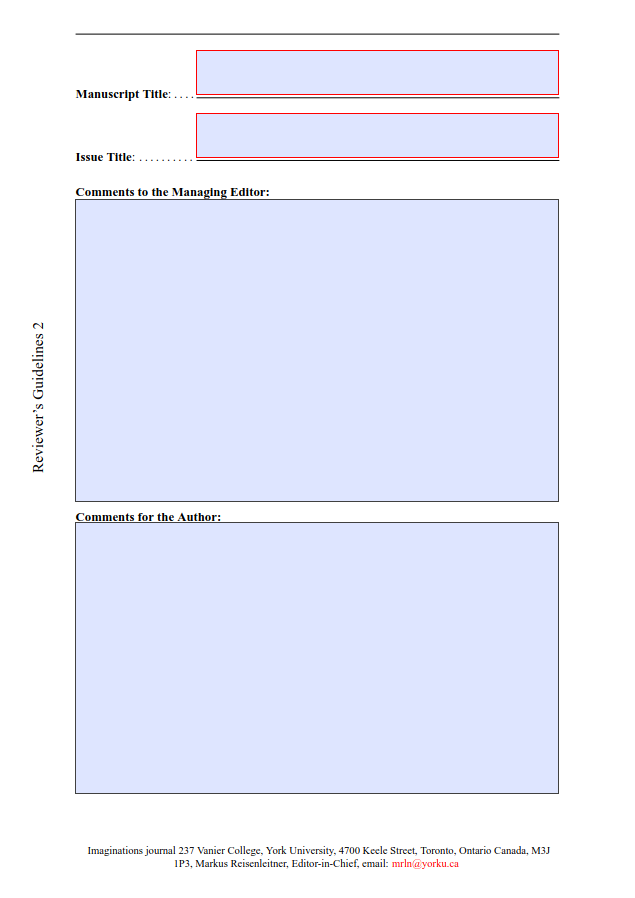 Manuscript Title: . . . .
Issue Title: . . . . . . . . . .
Comments to the Managing Editor:
Reviewer's Guidelines 2
Comments for the Author:
Imaginations journal 237 Vanier College, York University, 4700 Keele Street, Toronto, Ontario Canada, M3J
1P3, Markus Reisenleitner, Editor-in-Chief, email: mrln@yorku.ca